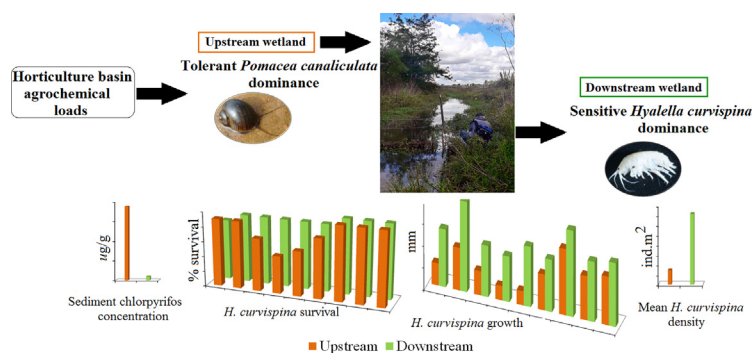 Upstream wetland
Tolerant Pomacea canaliculata
dominance
Horticulture basin
agrochemical
loads
Downstream wetland
Sensitive Hyalella curvispina
dominance
ug/g
Sediment chlorpyrifos
concentration
% survival
H. curvispina survival
mm
H. curvispina growth
ind.m²
Mean H. curvispina
density
Upstream Downstream